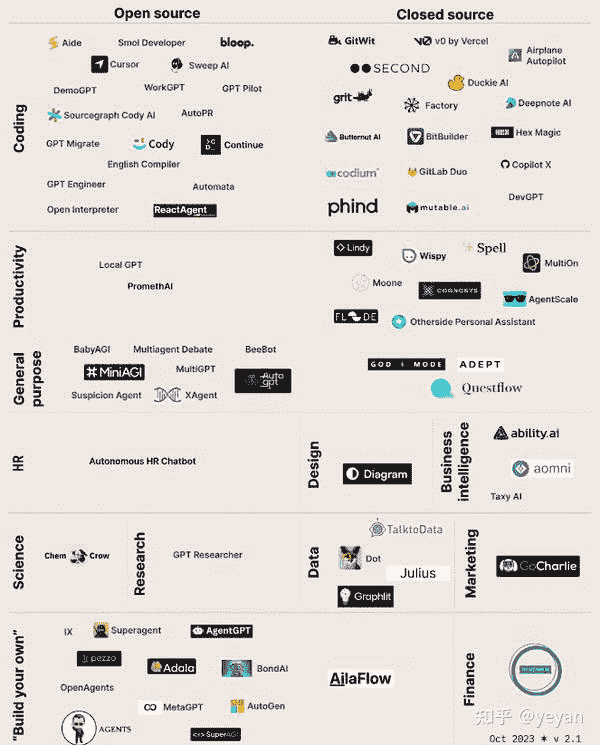 Open source
Closed source
Coding
Aide
Smol Developer
bloop.
Cursor
Sweep AI
DemoGPT
WorkGPT
GPT Pilot
Sourcegraph Cody AI
AutoPR
GPT Migrate
Cody
Continue
English Compiler
GPT Engineer
Automata
Open Interpreter
ReactAgent
GitWit
v0 by Vercel
Airplane
Autopilot
SECOND
Duckie AI
grit
Factory
Deepnote AI
Butternut AI
BitBuilder
HEX Hex Magic
codium
GitLab Duo
Copilot X
DevGPT
phind
mutable.ai
Productivity
Local GPT
PromethAI
Lindy
Wispy
Spell
MultiOn
Moone
COGNOSYS
AgentScale
Otherside Personal Assistant
General
purpose
BabyAGI
Multiagent Debate
BeeBot
#MiniAGI
MultiGPT
Auto
gpt
Suspicion Agent
XAgent
GOD MODE
ADEPT
Questflow
HR
Autonomous HR Chatbot
Design
Diagram
Business
intelligence
ability.ai
aomni
Taxy AI
Science
Chem Crow
Research
GPT Researcher
Data
TalktoData
Dot
Julius
Graphlit
Marketing
GoCharlie
"Build your own"
IX
Superagent
AgentGPT
pezzo
Adala
BondAI
OpenAgents
MetaGPT
AutoGen
AGENTS
SuperAGI
AilaFlow
Finance
知乎 @yeyan
Oct 2023 ✶ v 2.1